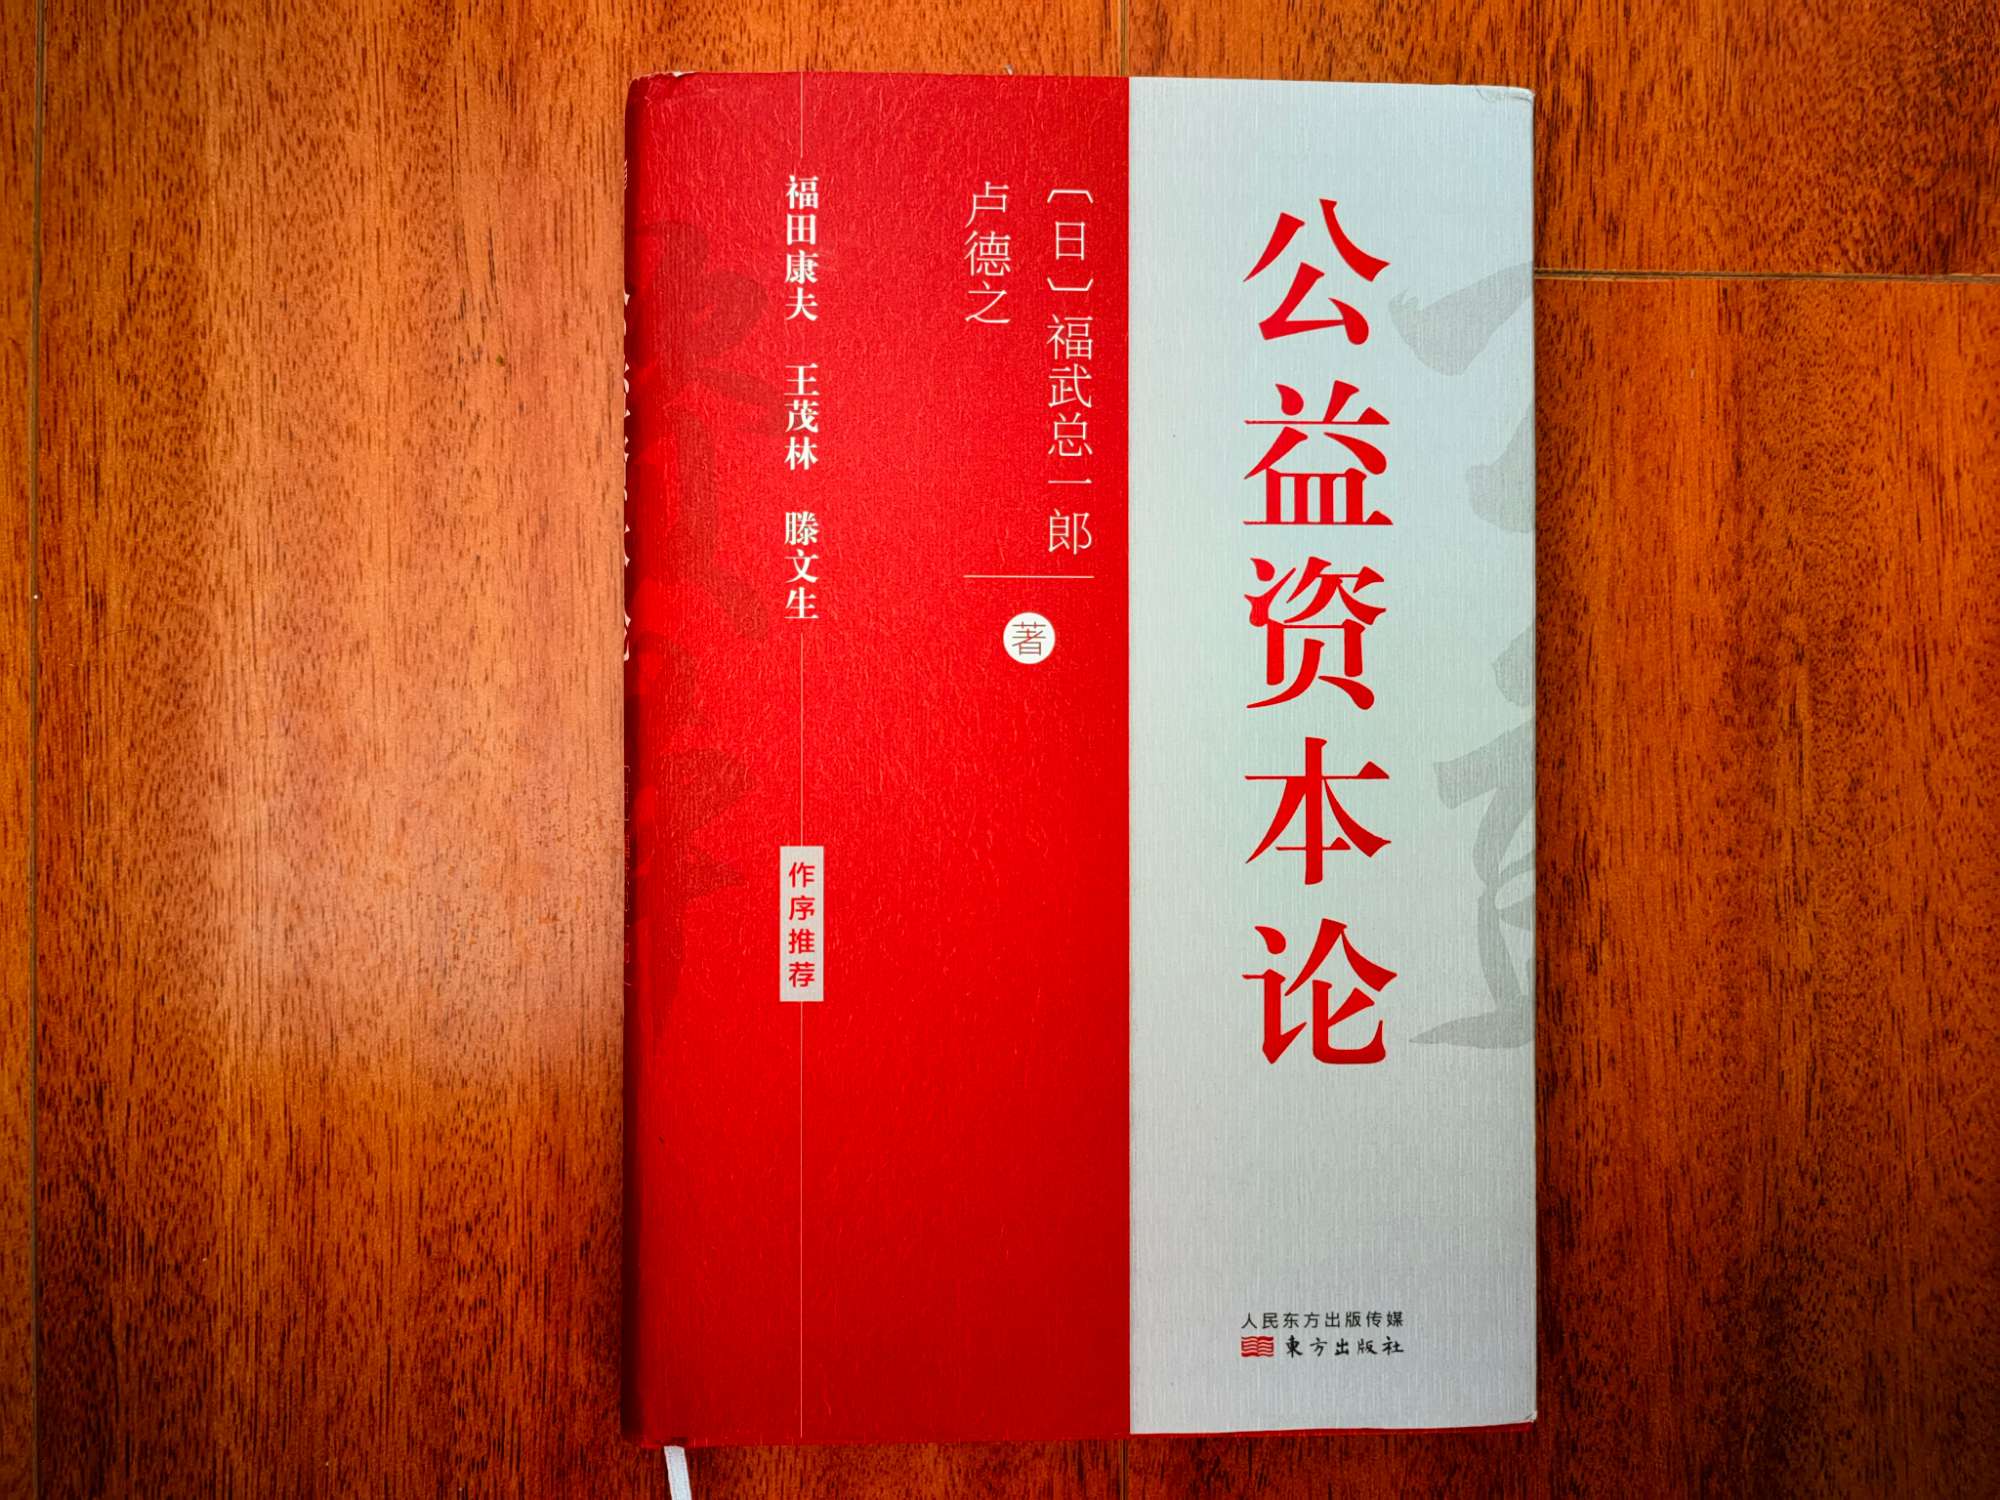 公益资本论
〔日〕福武总一郎
卢德之
著
福田康夫 王茂林 滕文生
作序推荐
人民东方出版传媒
東方出版社